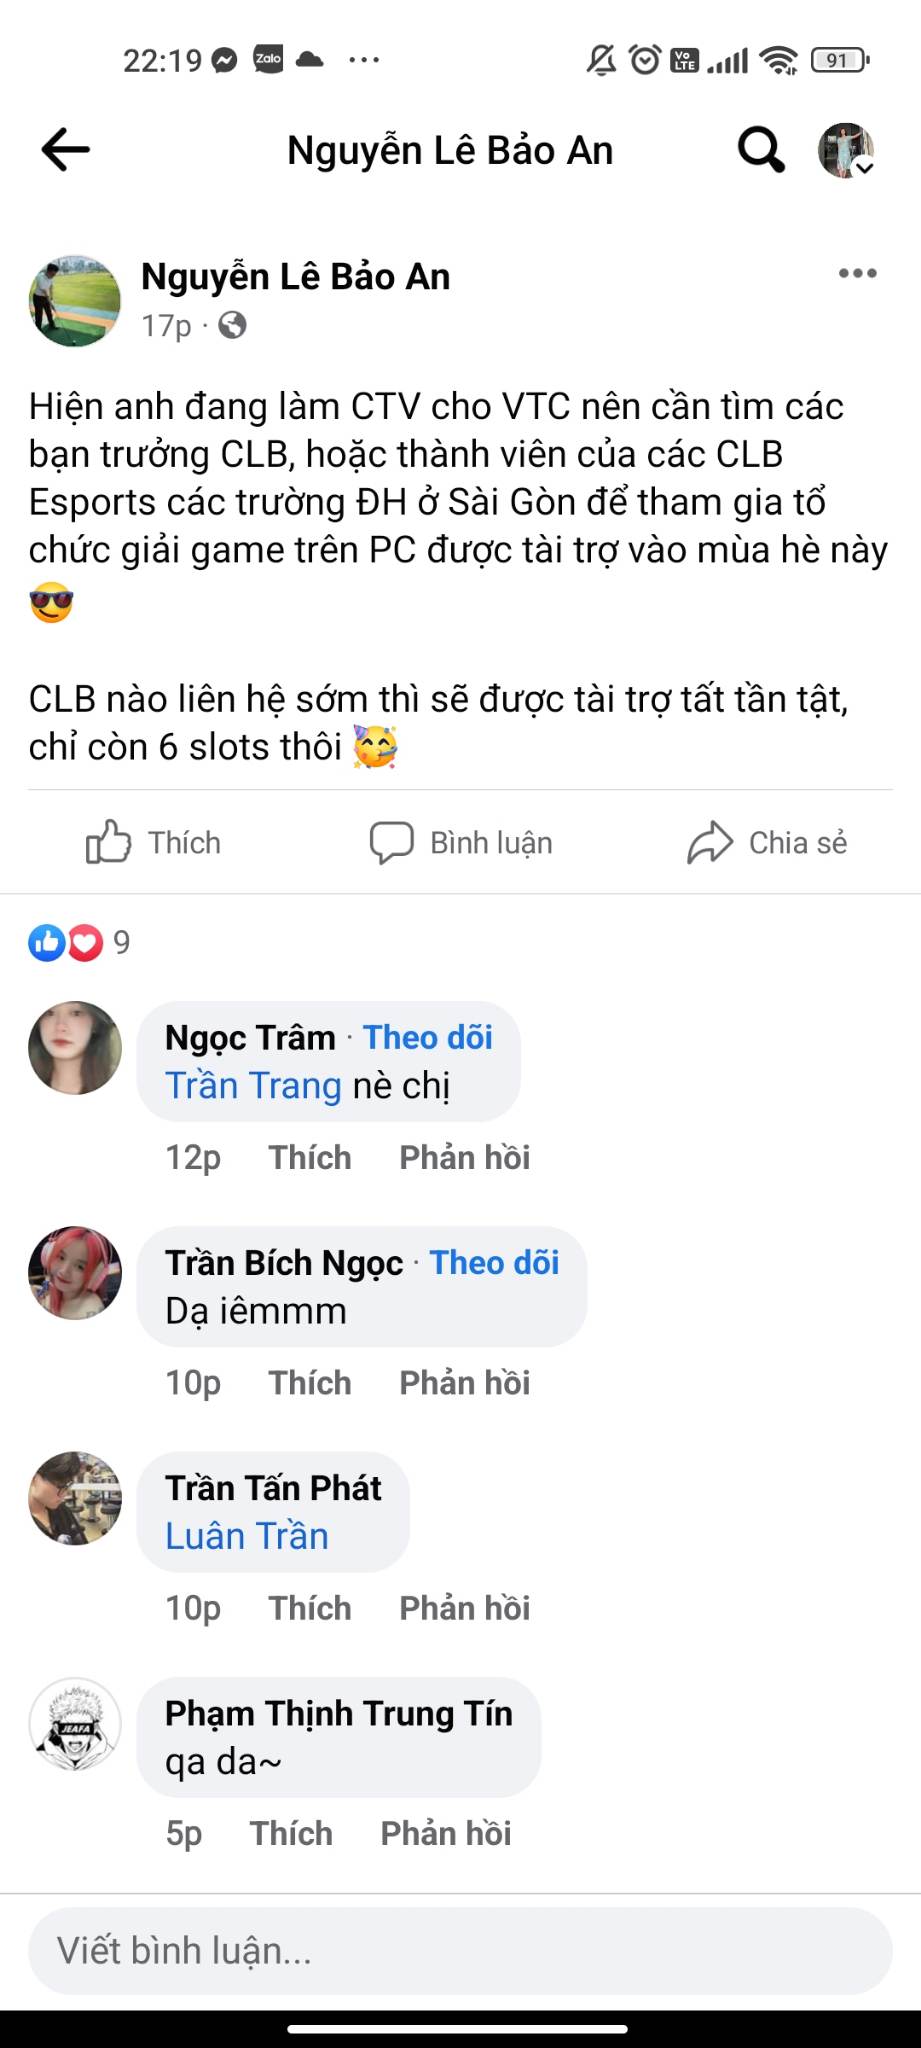 22:19 Zalo ... Vo LTE 91
Nguyễn Lê Bảo An
Nguyễn Lê Bảo An
17p ·
Hiện anh đang làm CTV cho VTC nên cần tìm các
bạn trưởng CLB, hoặc thành viên của các CLB
Esports các trường ĐH ở Sài Gòn để tham gia tổ
chức giải game trên PC được tài trợ vào mùa hè này
😎
CLB nào liên hệ sớm thì sẽ được tài trợ tất tần tật,
chỉ còn 6 slots thôi 🥳
Thích Bình luận Chia sẻ
9
Ngọc Trâm · Theo dõi
Trần Trang nè chị
12p Thích Phản hồi
Trần Bích Ngọc · Theo dõi
Dạ iêmmm
10p Thích Phản hồi
Trần Tấn Phát
Luân Trần
10p Thích Phản hồi
JEAFA
Phạm Thịnh Trung Tín
qa da~
5p Thích Phản hồi
Viết bình luận...